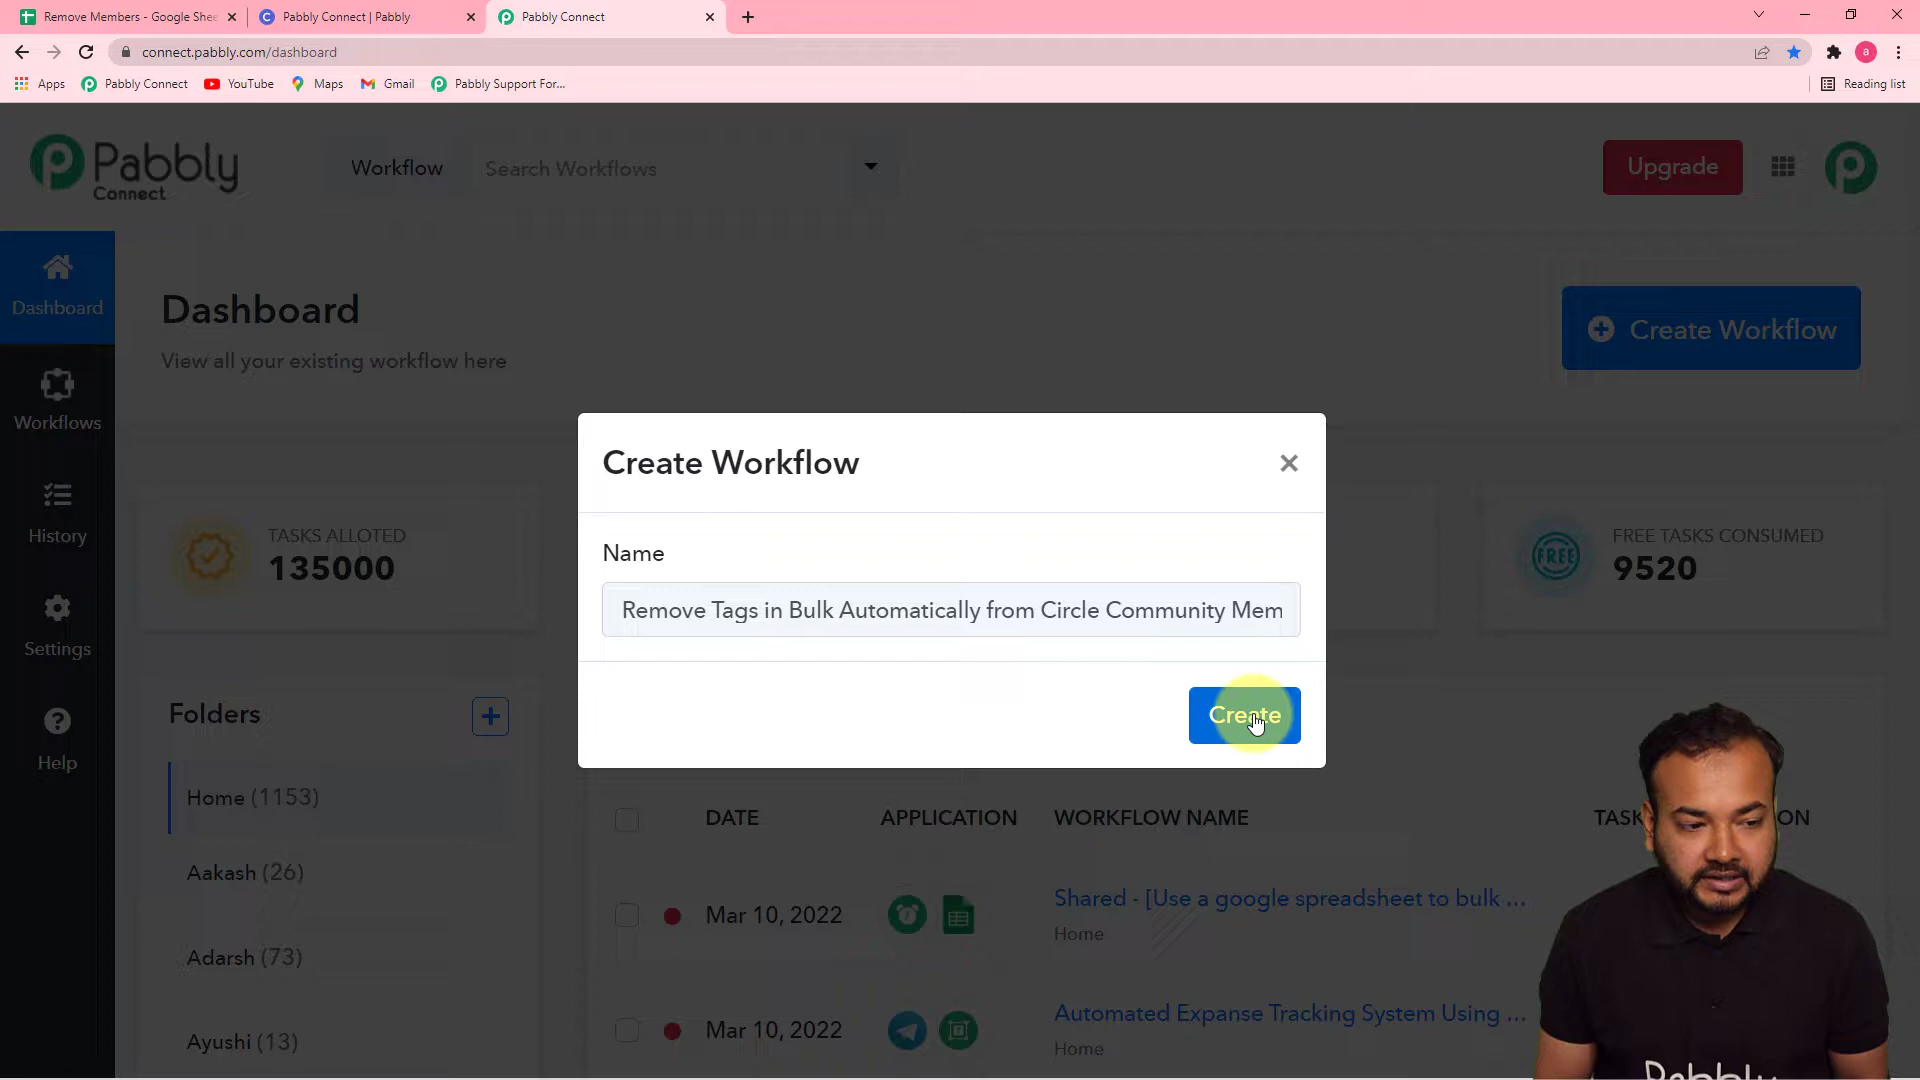 Remove Members - Google Shee
Pabbly Connect | Pabbly
Pabbly Connect
connect.pabbly.com/dashboard
a
Apps
Pabbly Connect
YouTube
Maps
Gmail
Pabbly Support For...
Reading list
Pabbly
Connect
Workflow
Search Workflows
Upgrade
Dashboard
Workflows
History
Settings
Help
Dashboard
View all your existing workflow here
Create Workflow
Create Workflow
Name
Remove Tags in Bulk Automatically from Circle Community Mem
Create
TASKS ALLOTED
135000
FREE
FREE TASKS CONSUMED
9520
Folders
Home (1153)
Aakash (26)
Adarsh (73)
Ayushi (13)
DATE
APPLICATION
WORKFLOW NAME
Mar 10, 2022
Shared - [Use a google spreadsheet to bulk ...
Home
Mar 10, 2022
Automated Expanse Tracking System Using ...
Home
Pabbly